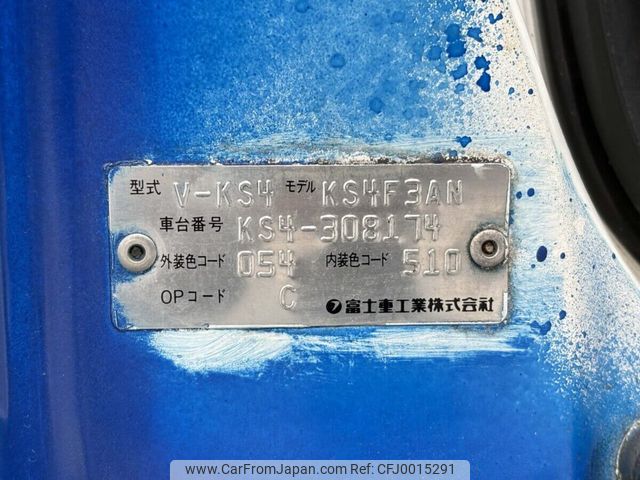 型式 V-KS4 モデル KS4F3AN
車台番号 KS4-308174
外装色コード 054 内装色コード 510
OPコード C フ 富士重工業株式会社
www.CarFromJapan.com | CFJ00415291